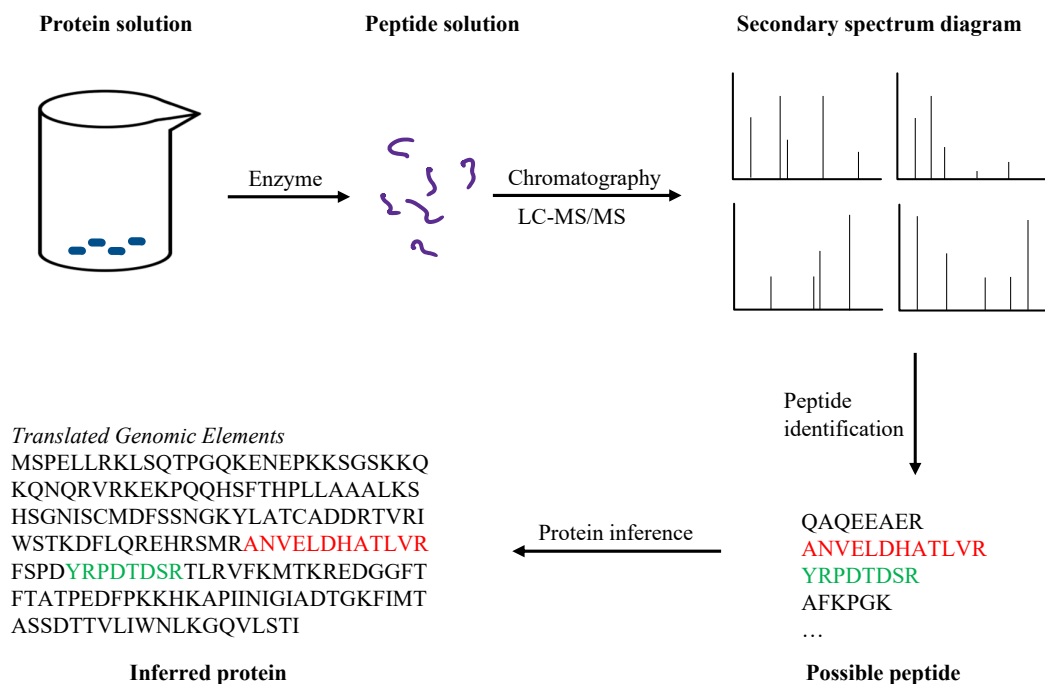 Protein solution
Peptide solution
Secondary spectrum diagram
Enzyme
Chromatography
LC-MS/MS
Peptide
identification
Translated Genomic Elements
MSPELLRKLSQTPGQKENEPKKSGSKKQ
KQNQRVRKEKPQQHSFTHPLLAAALKS
HSGNISCMDFSSNGKYLATCADDRTVRI
WSTKDFLQREHRSMRANVELDHATLVR
FSPDYRPDTDSRTLRVFKMTKREDGGFT
FTATPEDFPKKHKAPIINIGIADTGKFIMT
ASSDTTVLIWNLKGQVLSTI
Protein inference
QAQEEAER
ANVELDHATLVR
YRPDTDSR
AFKPGK
…
Inferred protein
Possible peptide